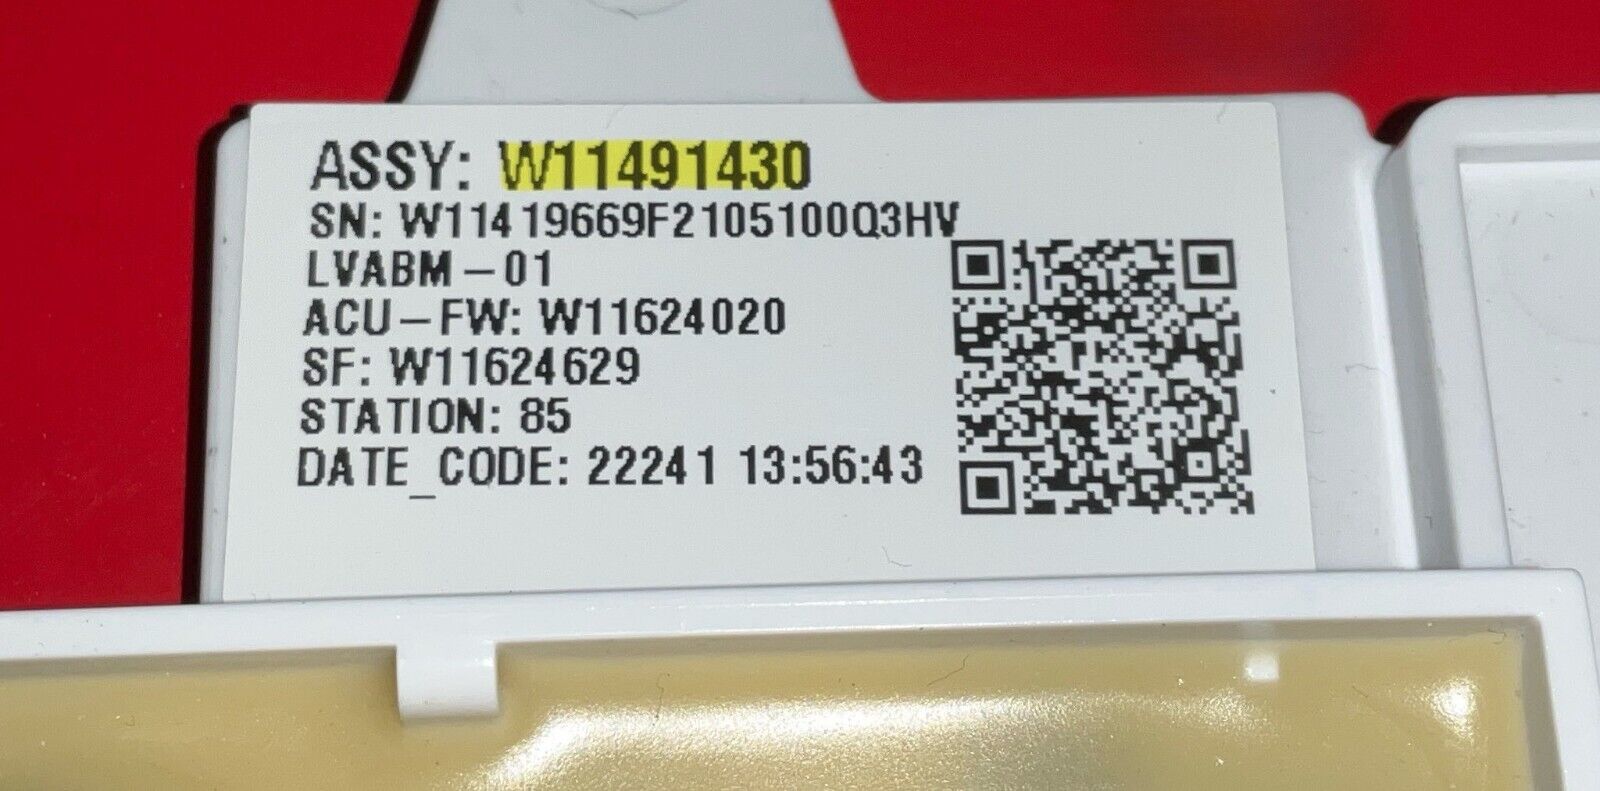 ASSY: W11491430
SN: W11419669F2105100Q3HV
LVABM-01
ACU-FW: W11624020
SF: W11624629
STATION: 85
DATE_CODE: 22241 13:56:43